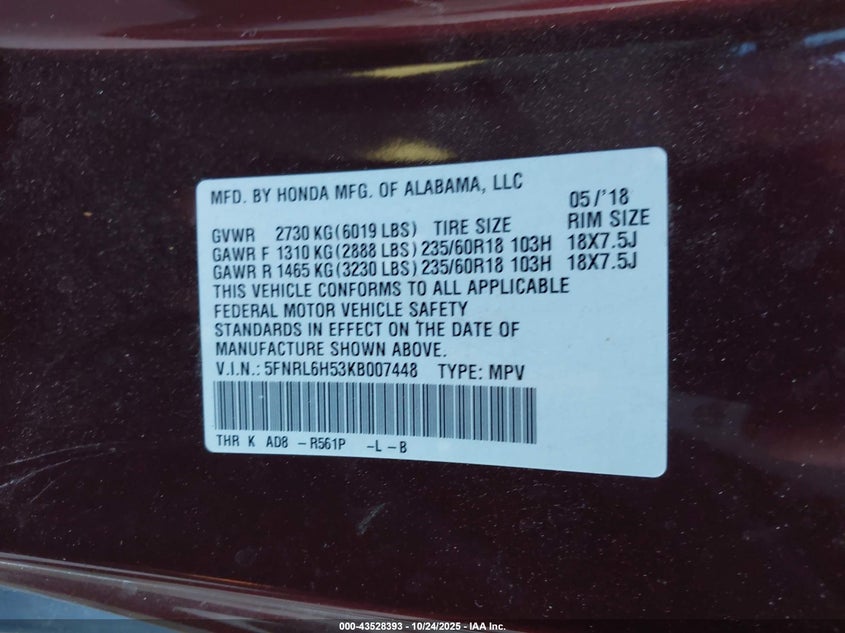 MFD. BY HONDA MFG. OF ALABAMA, LLC 05/'18
GVWR 2730 KG(6019 LBS) TIRE SIZE RIM SIZE
GAWR F 1310 KG(2888 LBS) 235/60R18 103H 18X7.5J
GAWR R 1465 KG(3230 LBS) 235/60R18 103H 18X7.5J
THIS VEHICLE CONFORMS TO ALL APPLICABLE
FEDERAL MOTOR VEHICLE SAFETY
STANDARDS IN EFFECT ON THE DATE OF
MANUFACTURE SHOWN ABOVE.
V.I.N.: 5FNRL6H53KB007448 TYPE: MPV
THR K AD8 -R561P -L-B
000-43528393 - 10/24/2025 - IAA Inc.